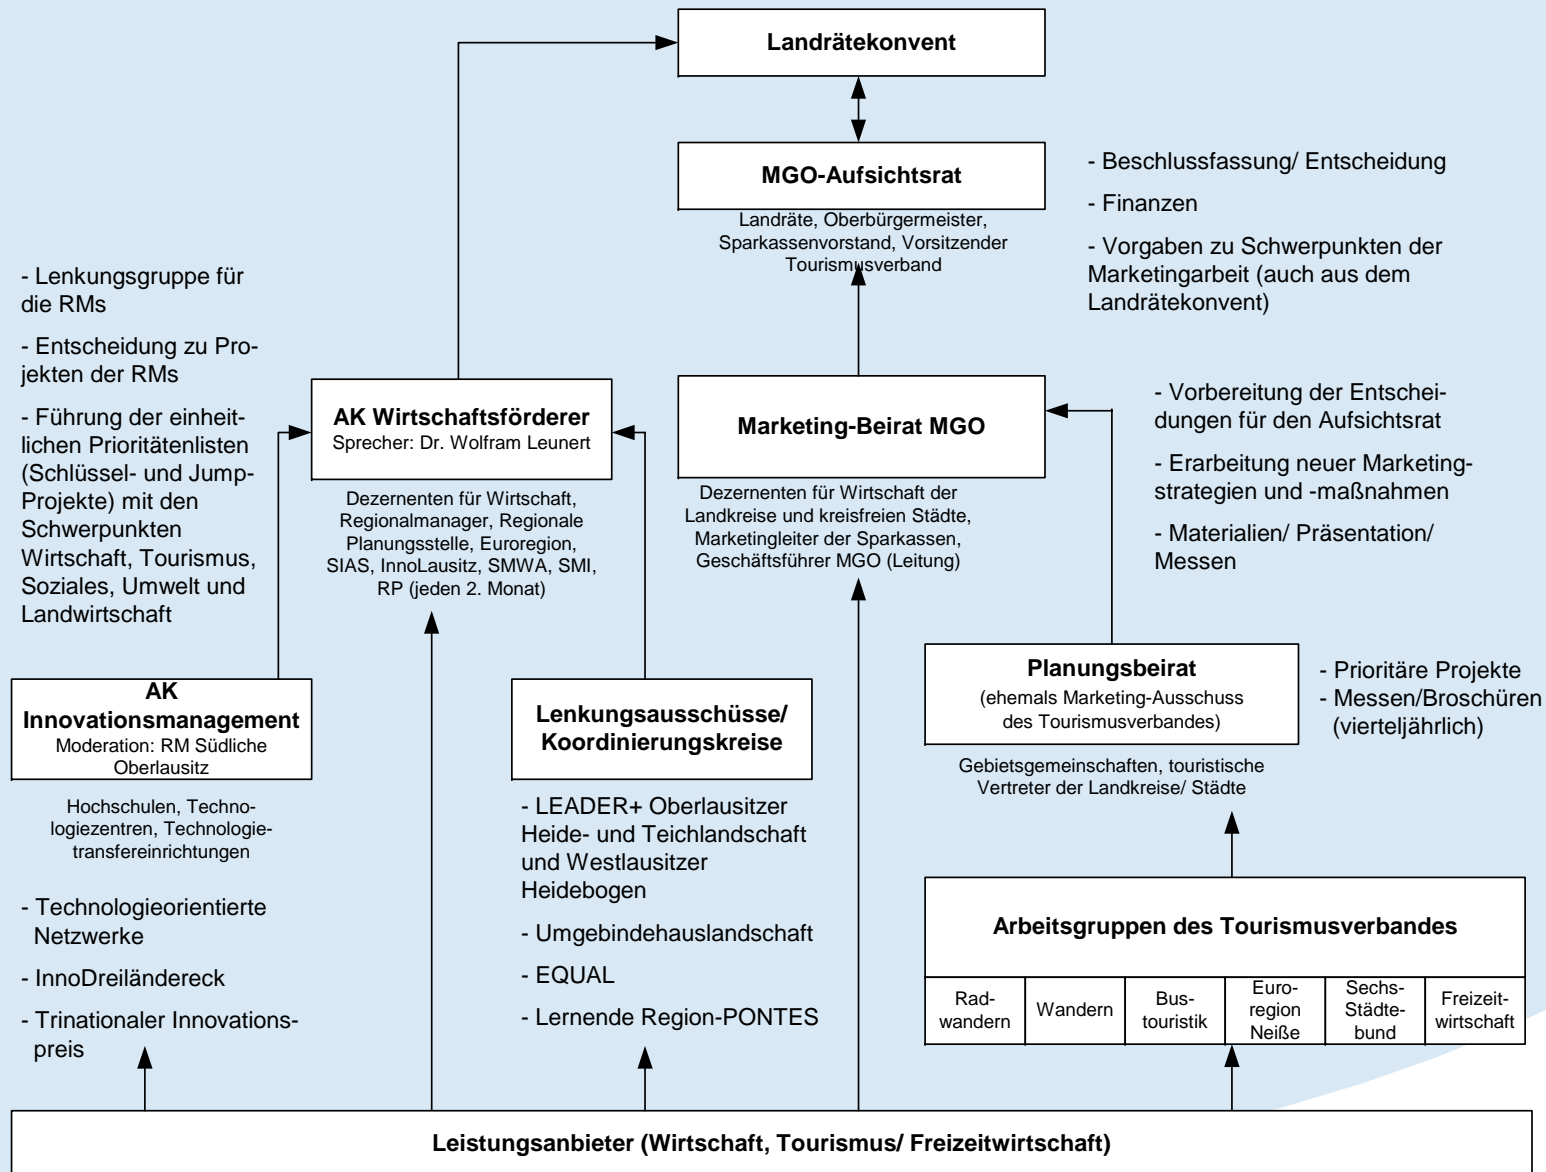 Landrätekonvent
MGO-Aufsichtsrat
Landräte, Oberbürgermeister,
Sparkassenvorstand, Vorsitzender
Tourismusverband
- Beschlussfassung/ Entscheidung
- Finanzen
- Vorgaben zu Schwerpunkten der
Marketingarbeit (auch aus dem
Landrätekonvent)
- Lenkungsgruppe für
die RMs
- Entscheidung zu Pro-
jekten der RMs
- Führung der einheit-
lichen Prioritätenlisten
(Schlüssel- und Jump-
Projekte) mit den
Schwerpunkten
Wirtschaft, Tourismus,
Soziales, Umwelt und
Landwirtschaft
AK Wirtschaftsförderer
Sprecher: Dr. Wolfram Leunert
Dezernenten für Wirtschaft,
Regionalmanager, Regionale
Planungsstelle, Euroregion,
SIAS, InnoLausitz, SMWA, SMI,
RP (jeden 2. Monat)
Marketing-Beirat MGO
Dezernenten für Wirtschaft der
Landkreise und kreisfreien Städte,
Marketingleiter der Sparkassen,
Geschäftsführer MGO (Leitung)
- Vorbereitung der Entschei-
dungen für den Aufsichtsrat
- Erarbeitung neuer Marketing-
strategien und -maßnahmen
- Materialien/ Präsentation/
Messen
AK
Innovationsmanagement
Moderation: RM Südliche
Oberlausitz
Hochschulen, Techno-
logiezentren, Technologie-
transfereinrichtungen
- Technologieorientierte
Netzwerke
- InnoDreiländereck
- Trinationaler Innovations-
preis
Lenkungsausschüsse/
Koordinierungskreise
- LEADER+ Oberlausitzer
Heide- und Teichlandschaft
und Westlausitzer
Heidebogen
- Umgebindehauslandschaft
- EQUAL
- Lernende Region-PONTES
Planungsbeirat
(ehemals Marketing-Ausschuss
des Tourismusverbandes)
- Prioritäre Projekte
- Messen/Broschüren
(vierteljährlich)
Gebietsgemeinschaften, touristische
Vertreter der Landkreise/ Städte
Arbeitsgruppen des Tourismusverbandes
Rad-
wandern
Wandern
Bus-
touristik
Euro-
region
Neiße
Sechs-
Städte-
bund
Freizeit-
wirtschaft
Leistungsanbieter (Wirtschaft, Tourismus/ Freizeitwirtschaft)